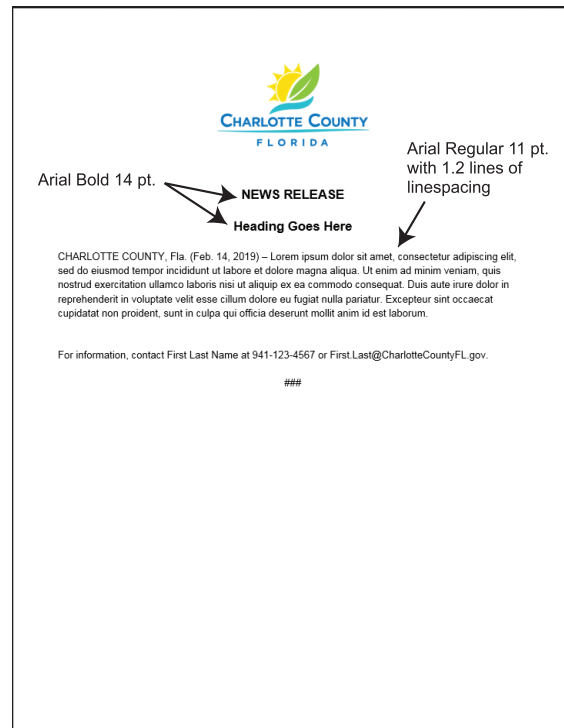 CHARLOTTE COUNTY
FLORIDA
Arial Regular 11 pt.
with 1.2 lines of
linespacing
Arial Bold 14 pt.
NEWS RELEASE
Heading Goes Here
CHARLOTTE COUNTY, Fla. (Feb. 14, 2019) – Lorem ipsum dolor sit amet, consectetur adipiscing elit,
sed do eiusmod tempor incididunt ut labore et dolore magna aliqua. Ut enim ad minim veniam, quis
nostrud exercitation ullamco laboris nisi ut aliquip ex ea commodo consequat. Duis aute irure dolor in
reprehenderit in voluptate velit esse cillum dolore eu fugiat nulla pariatur. Excepteur sint occaecat
cupidatat non proident, sunt in culpa qui officia deserunt mollit anim id est laborum.
For information, contact First Last Name at 941-123-4567 or First.Last@CharlotteCountyFL.gov.
###